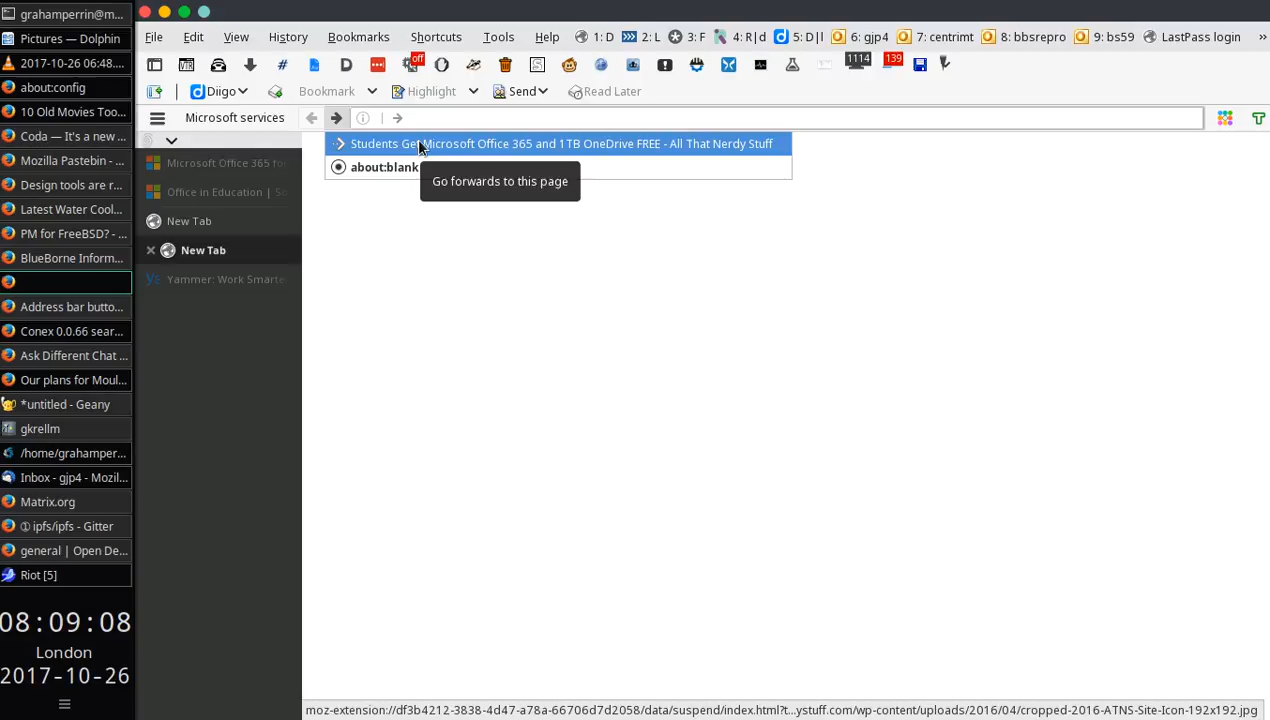 grahamperrin@m...
Pictures — Dolphin
2017-10-26 06:48....
about:config
10 Old Movies Too...
Coda — It's a new ...
Mozilla Pastebin - ...
Design tools are r...
Latest Water Cool...
PM for FreeBSD? - ...
BlueBorne Inform...
Address bar butto...
Conex 0.0.66 sear...
Ask Different Chat ...
Our plans for Moul...
*untitled - Geany
gkrellm
/home/grahamper...
Inbox - gjp4 - Mozil...
Matrix.org
① ipfs/ipfs - Gitter
general | Open De...
Riot [5]
08:09:08
London
2017-10-26
File Edit View History Bookmarks Shortcuts Tools Help 1: D 2: L 3: F 4: R|d 5: D|l 6: gjp4 7: centrimt 8: bbsrepro 9: bs59 LastPass login »
off 1114 139
Diigo Bookmark Highlight Send Read Later
Microsoft services
Microsoft Office 365 fo
Office in Education | So
New Tab
New Tab
Yammer: Work Smarte
Students Get Microsoft Office 365 and 1TB OneDrive FREE - All That Nerdy Stuff
about:blank
Go forwards to this page
moz-extension://df3b4212-3838-4d47-a78a-66706d7d2058/data/suspend/index.html?t...ystuff.com/wp-content/uploads/2016/04/cropped-2016-ATNS-Site-Icon-192x192.jpg